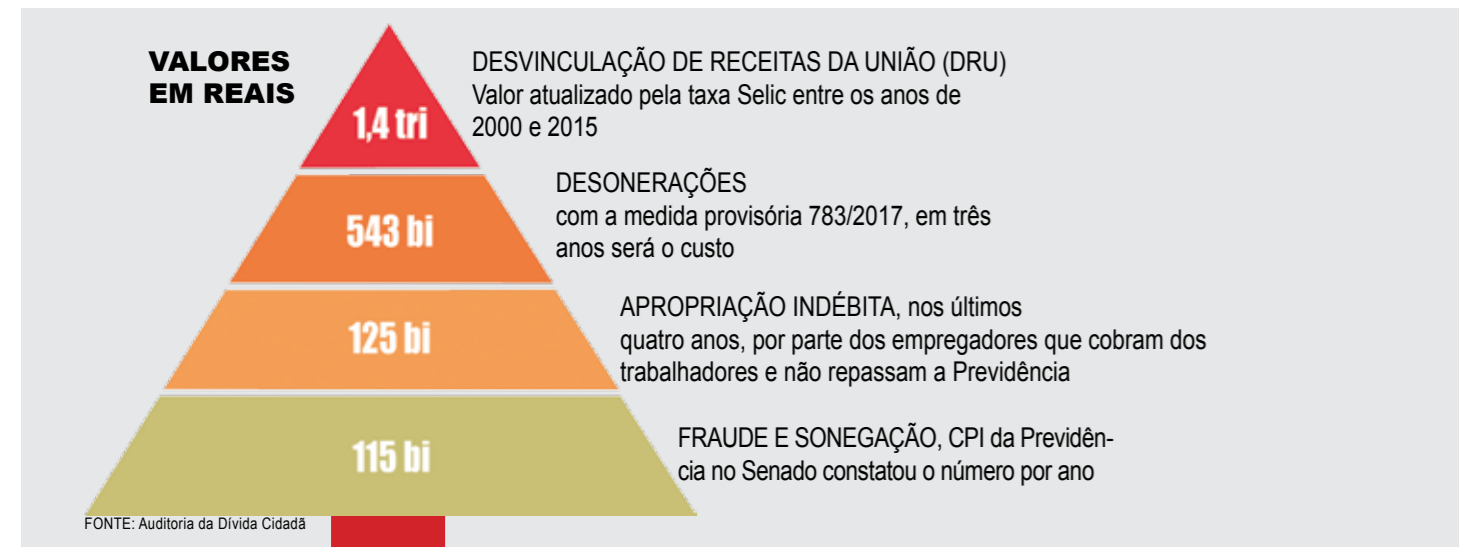 VALORES
EM REAIS
1,4 tri
DESVINCULAÇÃO DE RECEITAS DA UNIÃO (DRU)
Valor atualizado pela taxa Selic entre os anos de
2000 e 2015
543 bi
DESONERAÇÕES
com a medida provisória 783/2017, em três
anos será o custo
125 bi
APROPRIAÇÃO INDÉBITA, nos últimos
quatro anos, por parte dos empregadores que cobram dos
trabalhadores e não repassam a Previdência
115 bi
FRAUDE E SONEGAÇÃO, CPI da Previdên-
cia no Senado constatou o número por ano
FONTE: Auditoria da Dívida Cidadã